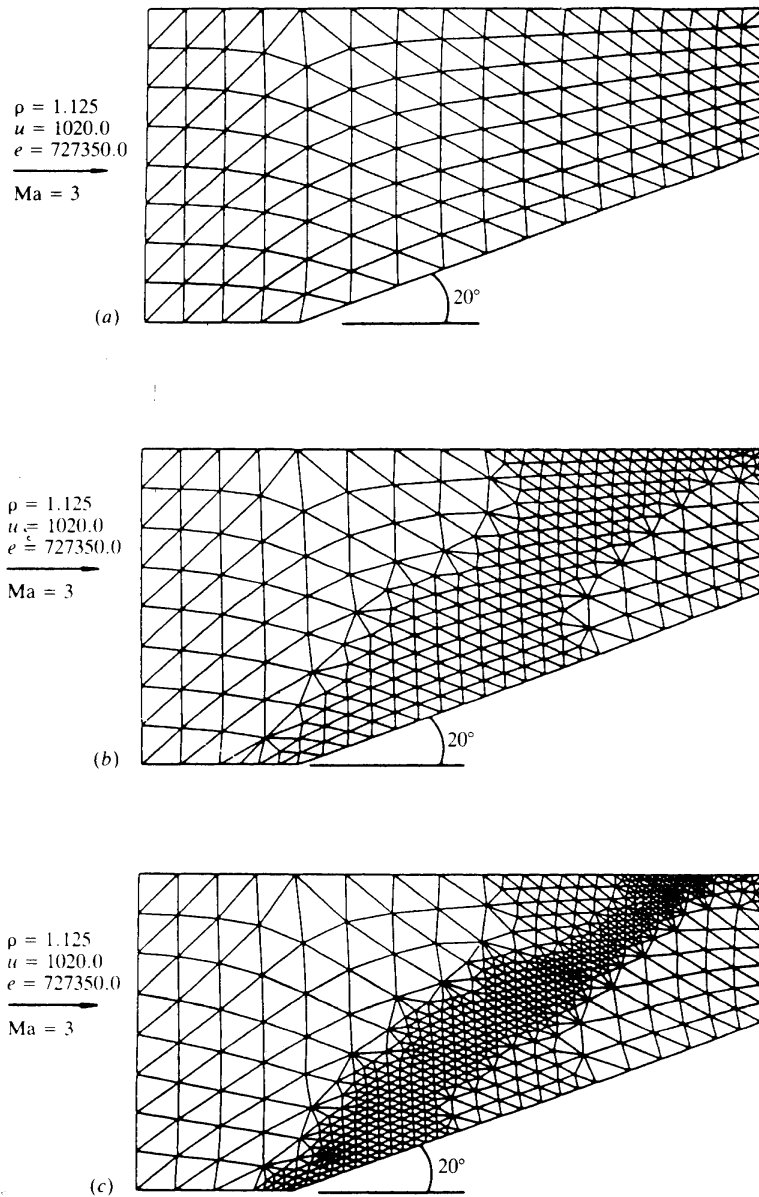 ρ = 1.125
u = 1020.0
e = 727350.0
Ma = 3
20°
(a)
ρ = 1.125
u = 1020.0
e = 727350.0
Ma = 3
20°
(b)
ρ = 1.125
u = 1020.0
e = 727350.0
Ma = 3
20°
(c)